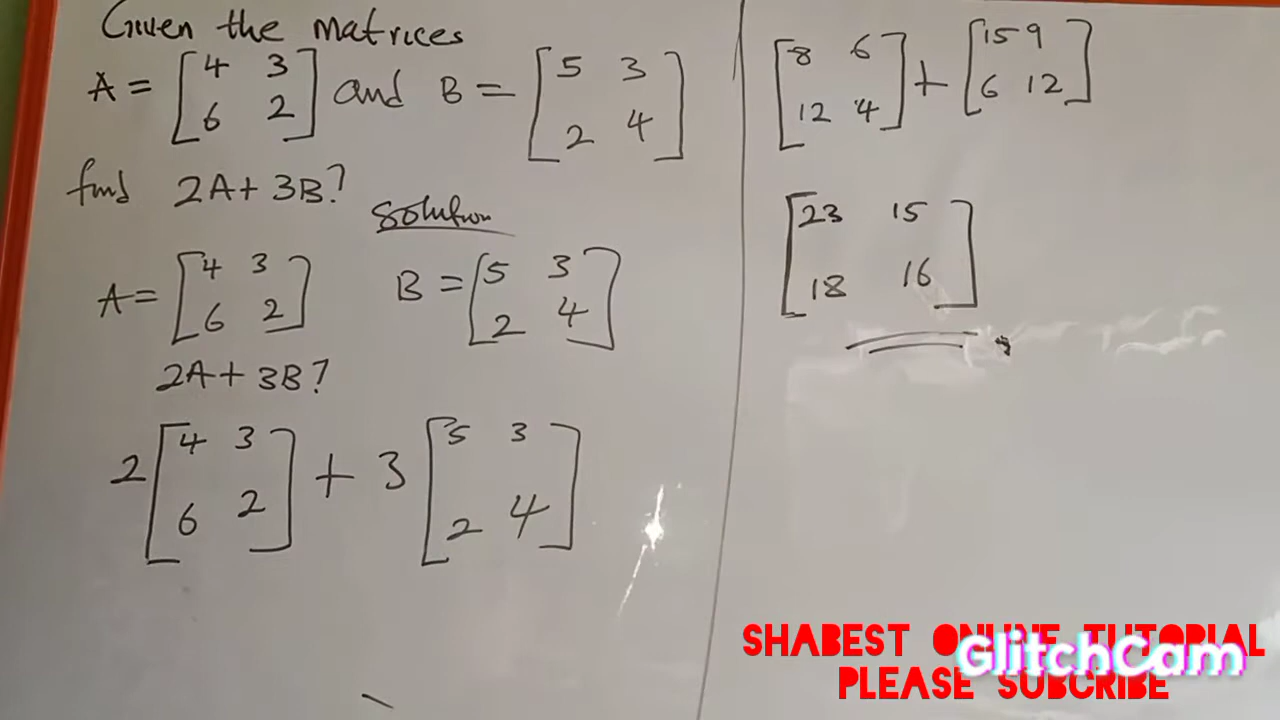 Given the matrices
A = [4 3
6 2] and B = [5 3
2 4]
find 2A + 3B?
Solution
A = [4 3
6 2] B = [5 3
2 4]
2A + 3B?
2 [4 3
6 2] + 3 [5 3
2 4]
[8 6
12 4] + [15 9
6 12]
[23 15
18 16]
SHABEST ONLINE TUTORIAL
GlitchCam
PLEASE SUBCRIBE